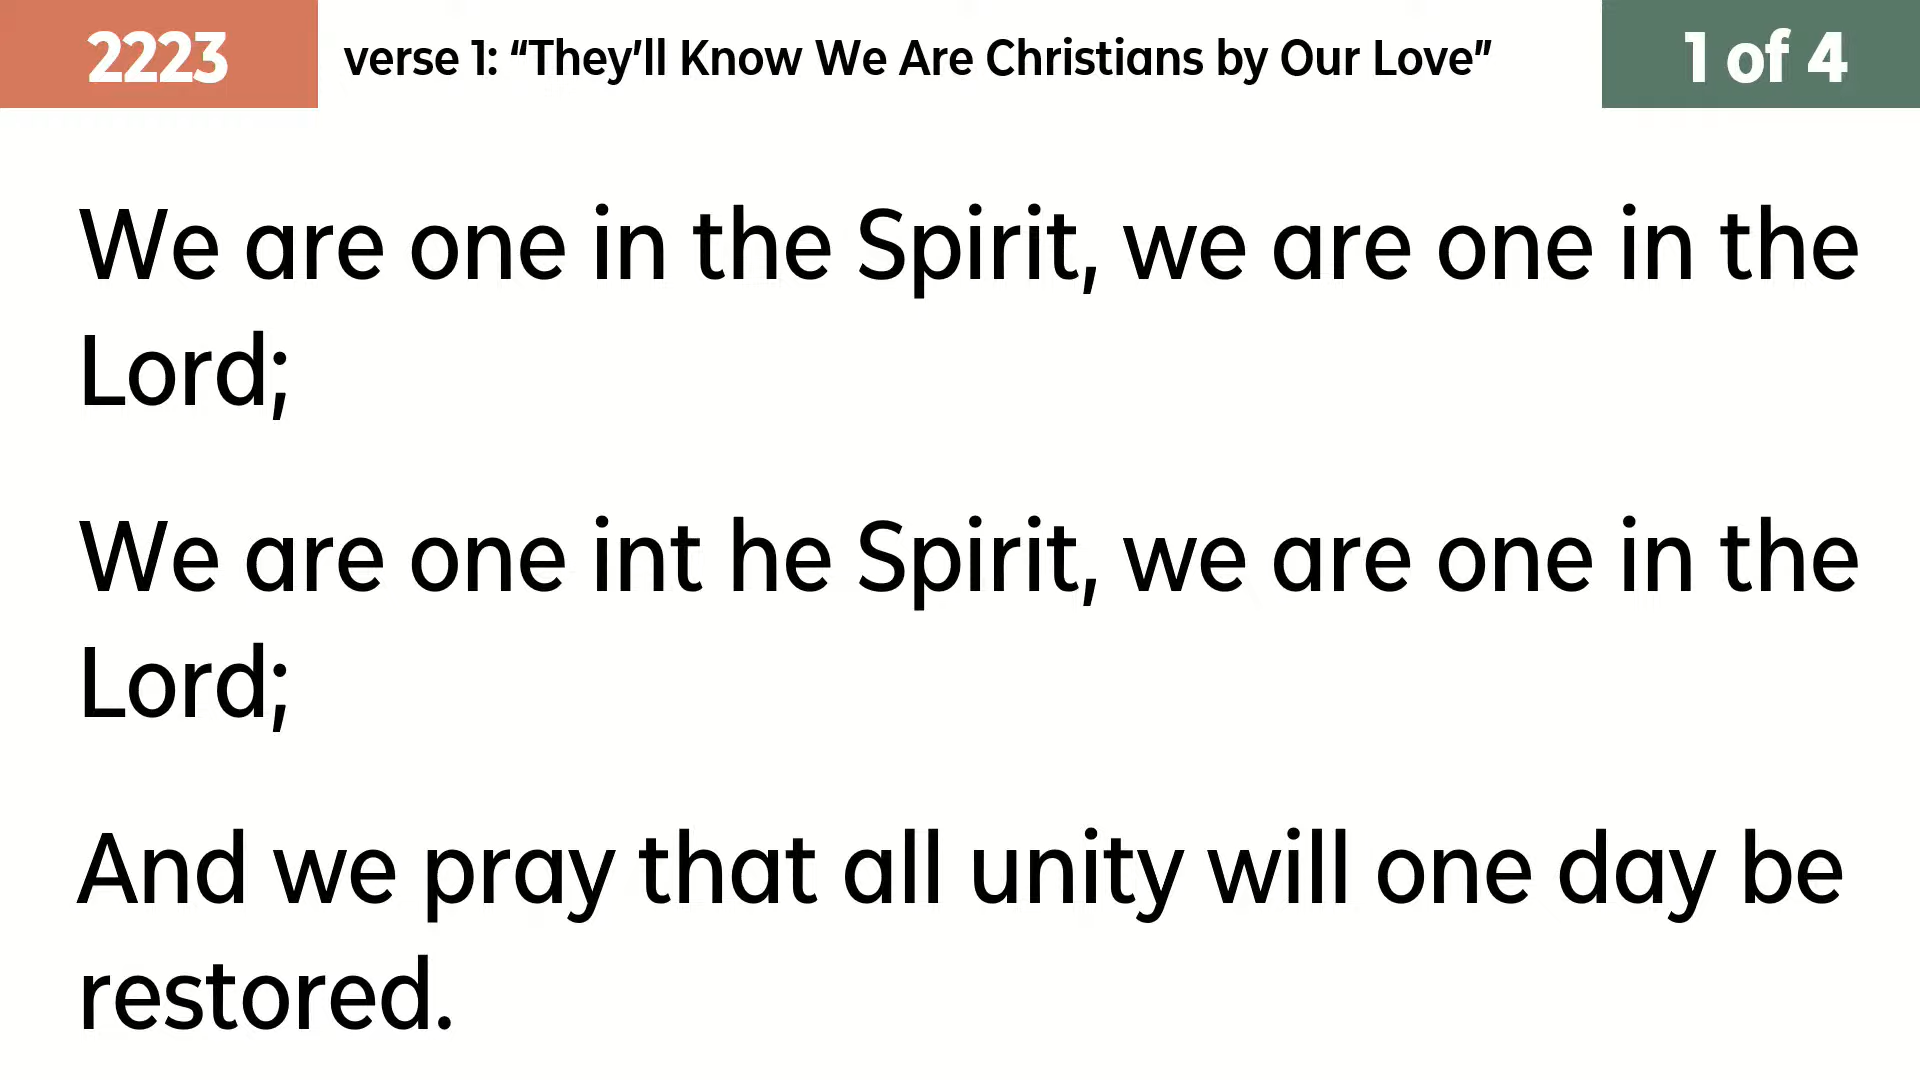 2223
verse 1: “They’ll Know We Are Christians by Our Love”
1 of 4
We are one in the Spirit, we are one in the
Lord;
We are one int he Spirit, we are one in the
Lord;
And we pray that all unity will one day be
restored.